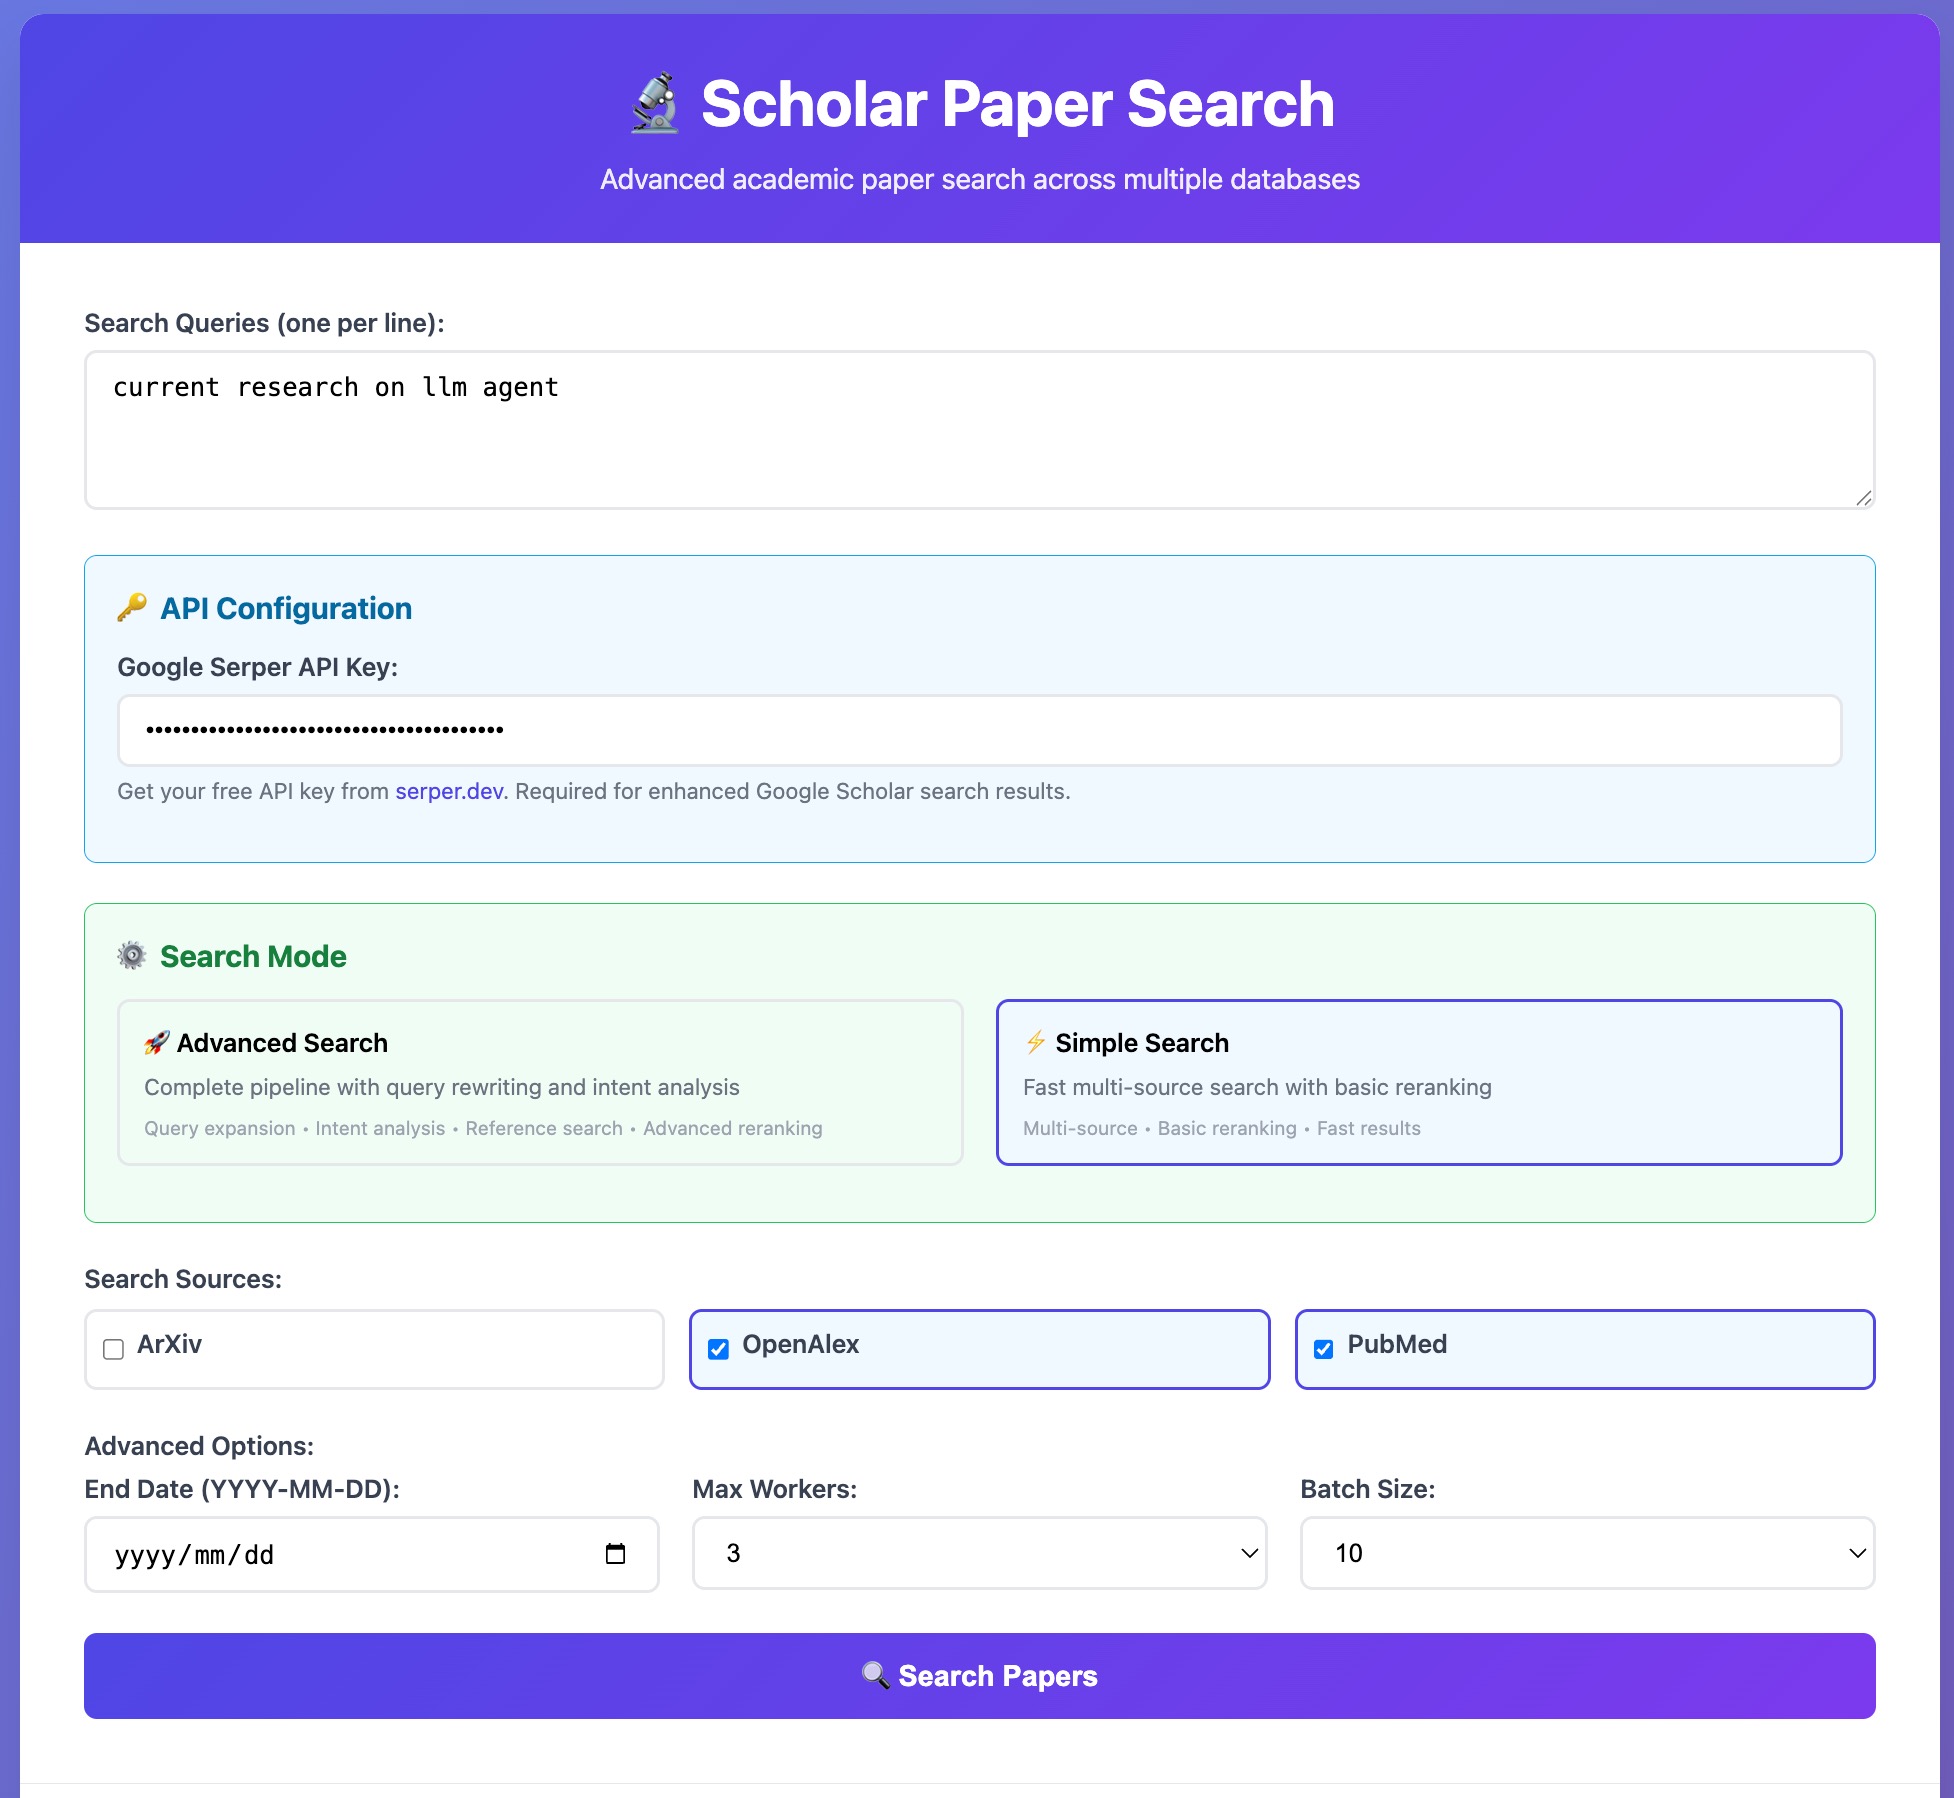 Scholar Paper Search
Advanced academic paper search across multiple databases
Search Queries (one per line):
current research on llm agent
API Configuration
Google Serper API Key:
••••••••••••••••••••••••••••••••••••••••
Get your free API key from serper.dev. Required for enhanced Google Scholar search results.
Search Mode
Advanced Search
Complete pipeline with query rewriting and intent analysis
Query expansion • Intent analysis • Reference search • Advanced reranking
Simple Search
Fast multi-source search with basic reranking
Multi-source • Basic reranking • Fast results
Search Sources:
ArXiv
OpenAlex
PubMed
Advanced Options:
End Date (YYYY-MM-DD):
yyyy/mm/dd
Max Workers:
3
Batch Size:
10
Search Papers